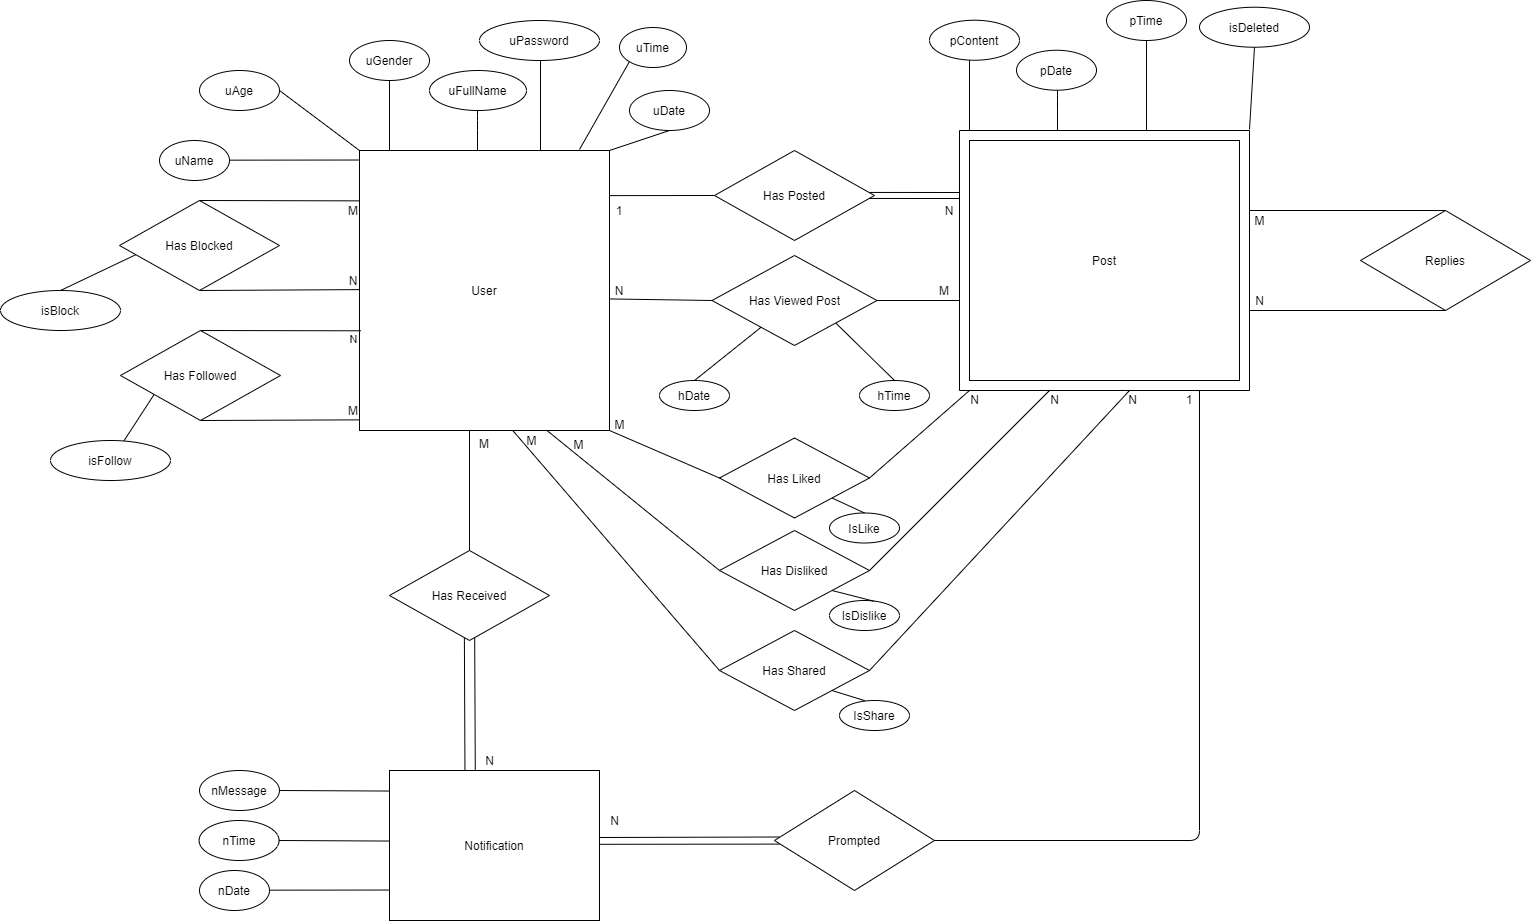 pTime
isDeleted
uPassword
pContent
uTime
uGender
pDate
uAge
uFullName
uDate
uName
Has Posted
M
1
N
M
Has Blocked
Replies
Post
N
User
N
M
Has Viewed Post
N
isBlock
N
Has Followed
hDate
hTime
M
N
N
N
1
M
M
M
M
isFollow
Has Liked
IsLike
Has Disliked
Has Received
IsDislike
Has Shared
IsShare
N
nMessage
N
nTime
Prompted
Notification
nDate